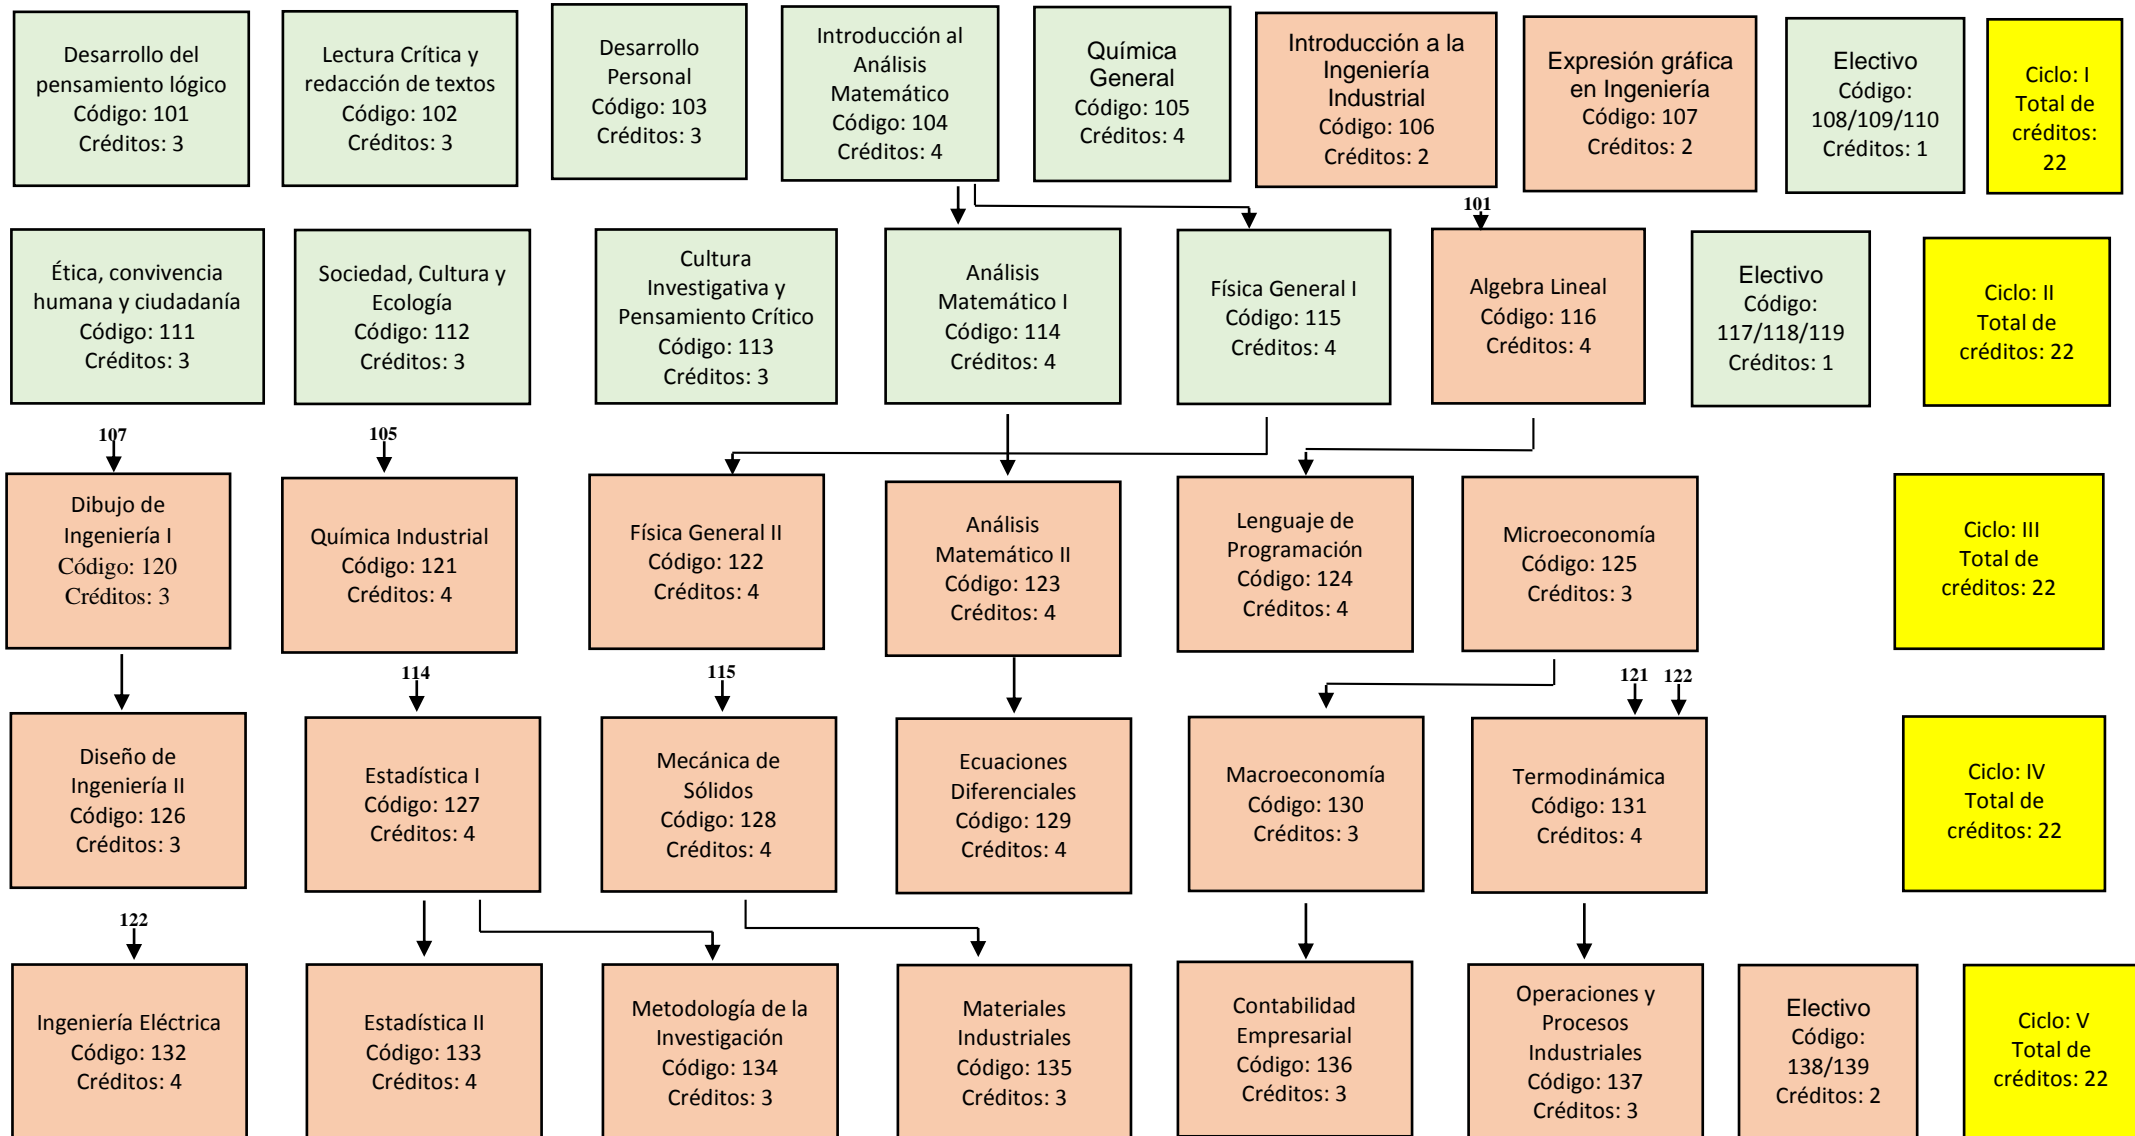 Desarrollo del
pensamiento lógico
Código: 101
Créditos: 3
Lectura Crítica y
redacción de textos
Código: 102
Créditos: 3
Desarrollo
Personal
Código: 103
Créditos: 3
Introducción al
Análisis
Matemático
Código: 104
Créditos: 4
Química
General
Código: 105
Créditos: 4
Introducción a la
Ingeniería
Industrial
Código: 106
Créditos: 2
Expresión gráfica
en Ingeniería
Código: 107
Créditos: 2
Electivo
Código:
108/109/110
Créditos: 1
Ciclo: I
Total de
créditos:
22
101
Ética, convivencia
humana y ciudadanía
Código: 111
Créditos: 3
Sociedad, Cultura y
Ecología
Código: 112
Créditos: 3
Cultura
Investigativa y
Pensamiento Crítico
Código: 113
Créditos: 3
Análisis
Matemático I
Código: 114
Créditos: 4
Física General I
Código: 115
Créditos: 4
Algebra Lineal
Código: 116
Créditos: 4
Electivo
Código:
117/118/119
Créditos: 1
Ciclo: II
Total de
créditos: 22
107
105
Dibujo de
Ingeniería I
Código: 120
Créditos: 3
Química Industrial
Código: 121
Créditos: 4
Física General II
Código: 122
Créditos: 4
Análisis
Matemático II
Código: 123
Créditos: 4
Lenguaje de
Programación
Código: 124
Créditos: 4
Microeconomía
Código: 125
Créditos: 3
Ciclo: III
Total de
créditos: 22
114
115
121
122
Diseño de
Ingeniería II
Código: 126
Créditos: 3
Estadística I
Código: 127
Créditos: 4
Mecánica de
Sólidos
Código: 128
Créditos: 4
Ecuaciones
Diferenciales
Código: 129
Créditos: 4
Macroeconomía
Código: 130
Créditos: 3
Termodinámica
Código: 131
Créditos: 4
Ciclo: IV
Total de
créditos: 22
122
Ingeniería Eléctrica
Código: 132
Créditos: 4
Estadística II
Código: 133
Créditos: 4
Metodología de la
Investigación
Código: 134
Créditos: 3
Materiales
Industriales
Código: 135
Créditos: 3
Contabilidad
Empresarial
Código: 136
Créditos: 3
Operaciones y
Procesos
Industriales
Código: 137
Créditos: 3
Electivo
Código:
138/139
Créditos: 2
Ciclo: V
Total de
créditos: 22